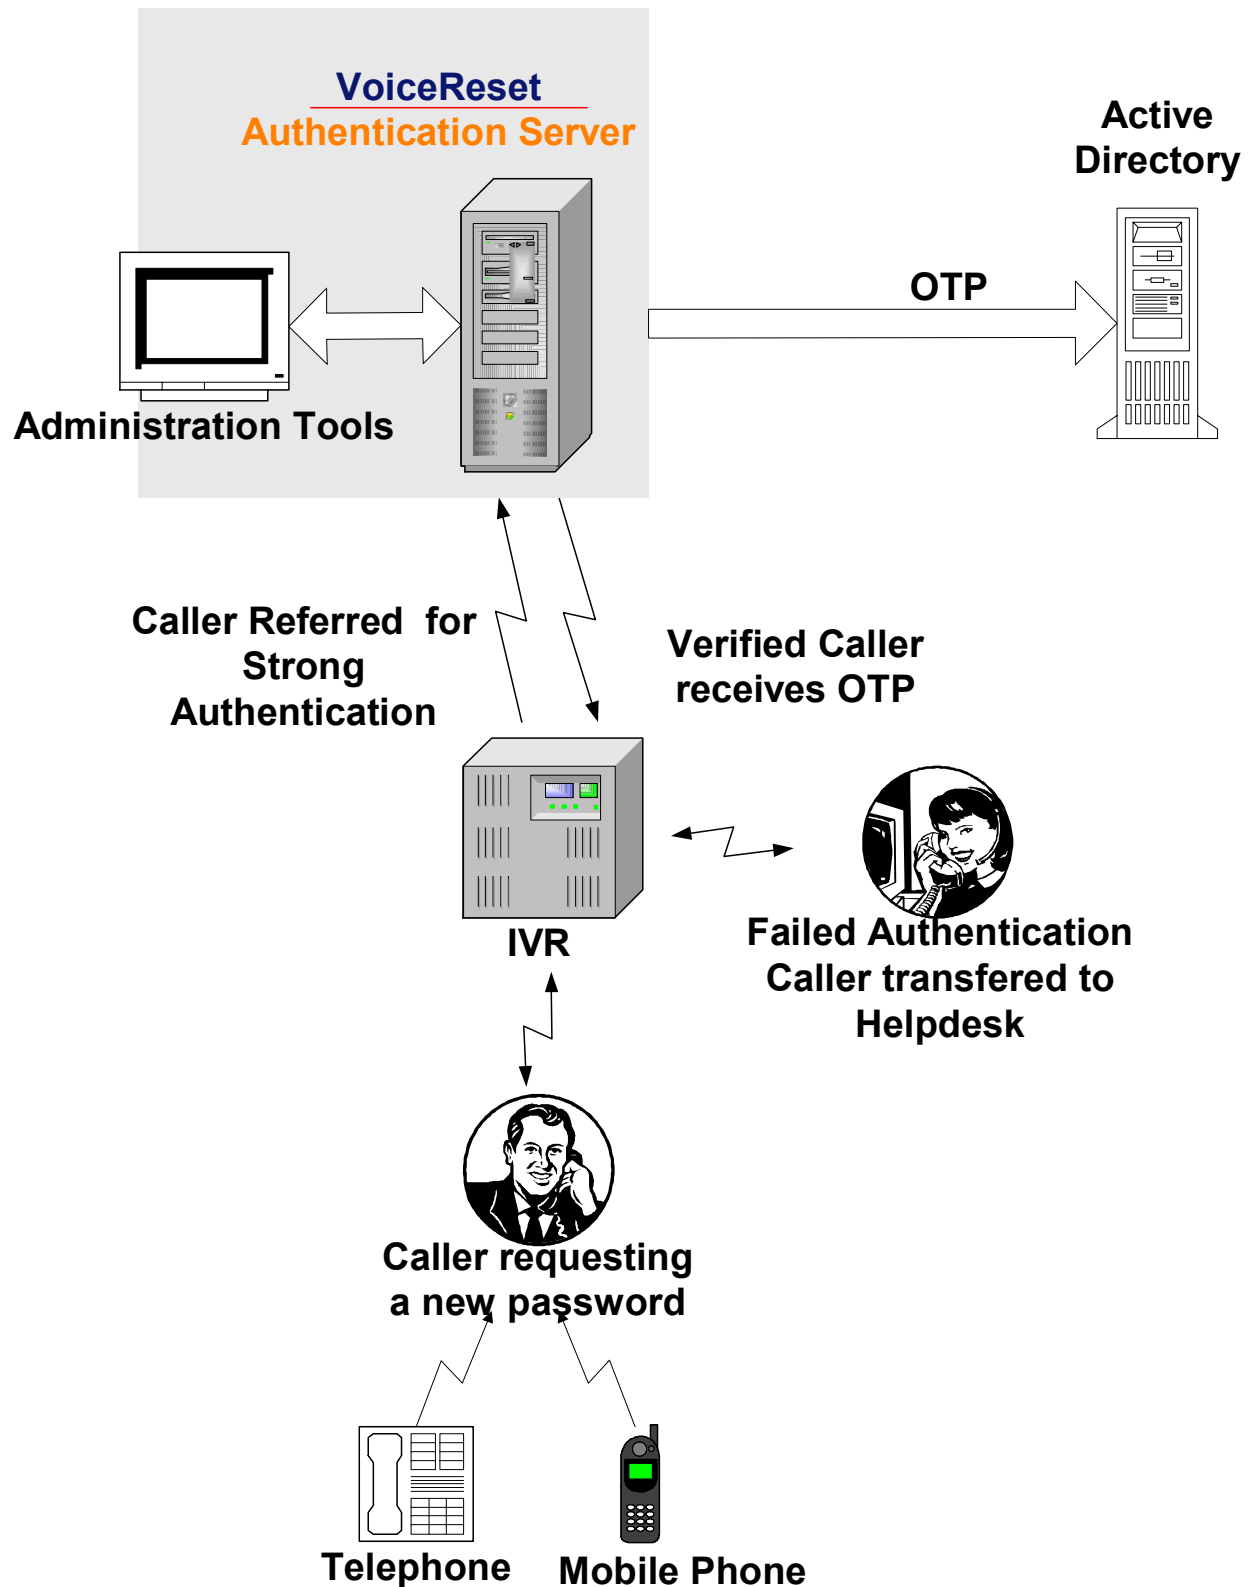 VoiceReset
Authentication Server
Active
Directory
OTP
Administration Tools
Caller Referred for
Strong
Authentication
Verified Caller
receives OTP
IVR
Failed Authentication
Caller transfered to
Helpdesk
Caller requesting
a new password
Telephone
Mobile Phone